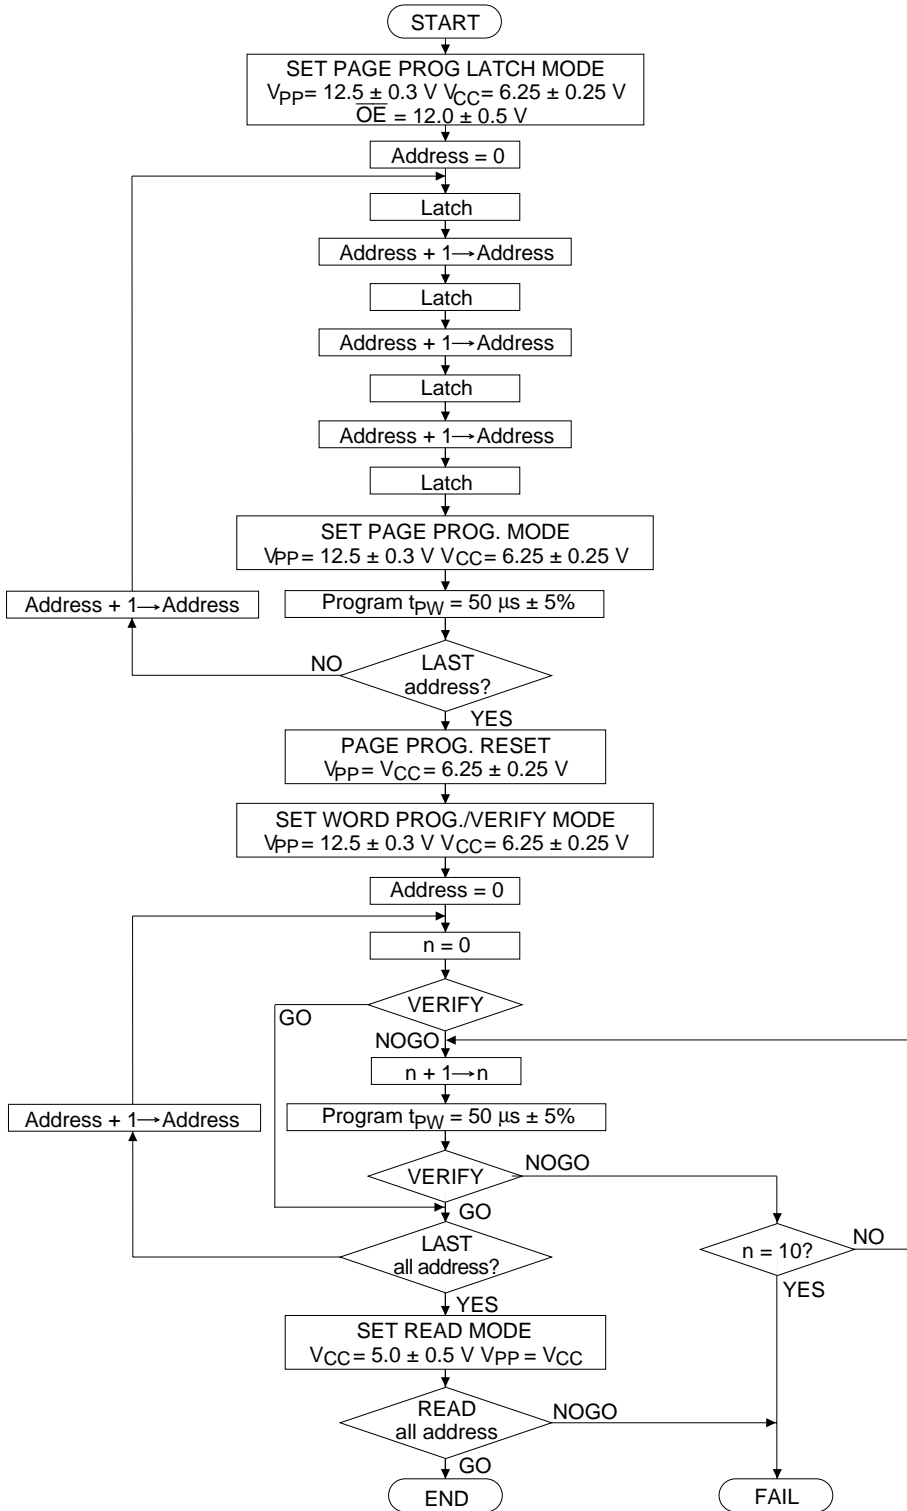 START
SET PAGE PROG LATCH MODE
VPP= 12.5 ± 0.3 V VCC= 6.25 ± 0.25 V
O̅E̅ = 12.0 ± 0.5 V
Address = 0
Latch
Address + 1→Address
Latch
Address + 1→Address
Latch
Address + 1→Address
Latch
SET PAGE PROG. MODE
VPP= 12.5 ± 0.3 V VCC= 6.25 ± 0.25 V
Address + 1→Address
Program tPW = 50 µs ± 5%
NO
LAST
address?
YES
PAGE PROG. RESET
VPP= VCC= 6.25 ± 0.25 V
SET WORD PROG./VERIFY MODE
VPP= 12.5 ± 0.3 V VCC= 6.25 ± 0.25 V
Address = 0
n = 0
VERIFY
GO
NOGO
n + 1→n
Address + 1→Address
Program tPW = 50 µs ± 5%
VERIFY
NOGO
GO
LAST
all address?
n = 10?
NO
YES
YES
SET READ MODE
VCC= 5.0 ± 0.5 V VPP = VCC
READ
all address
NOGO
GO
END
FAIL